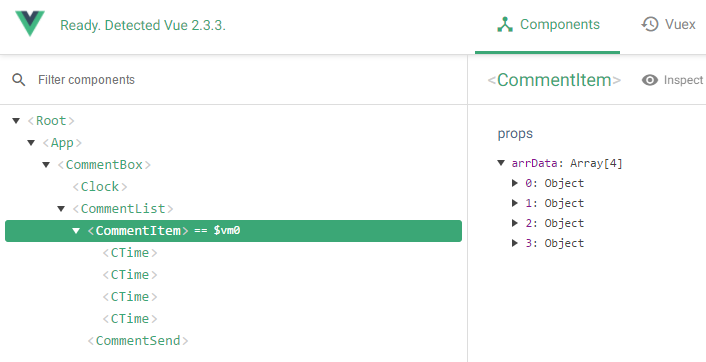 Ready. Detected Vue 2.3.3.
Components
Vuex
Filter components
<CommentItem>
Inspect
<Root>
<App>
<CommentBox>
<Clock>
<CommentList>
<CommentItem> == $vm0
<CTime>
<CTime>
<CTime>
<CTime>
<CommentSend>
props
arrData: Array[4]
0: Object
1: Object
2: Object
3: Object